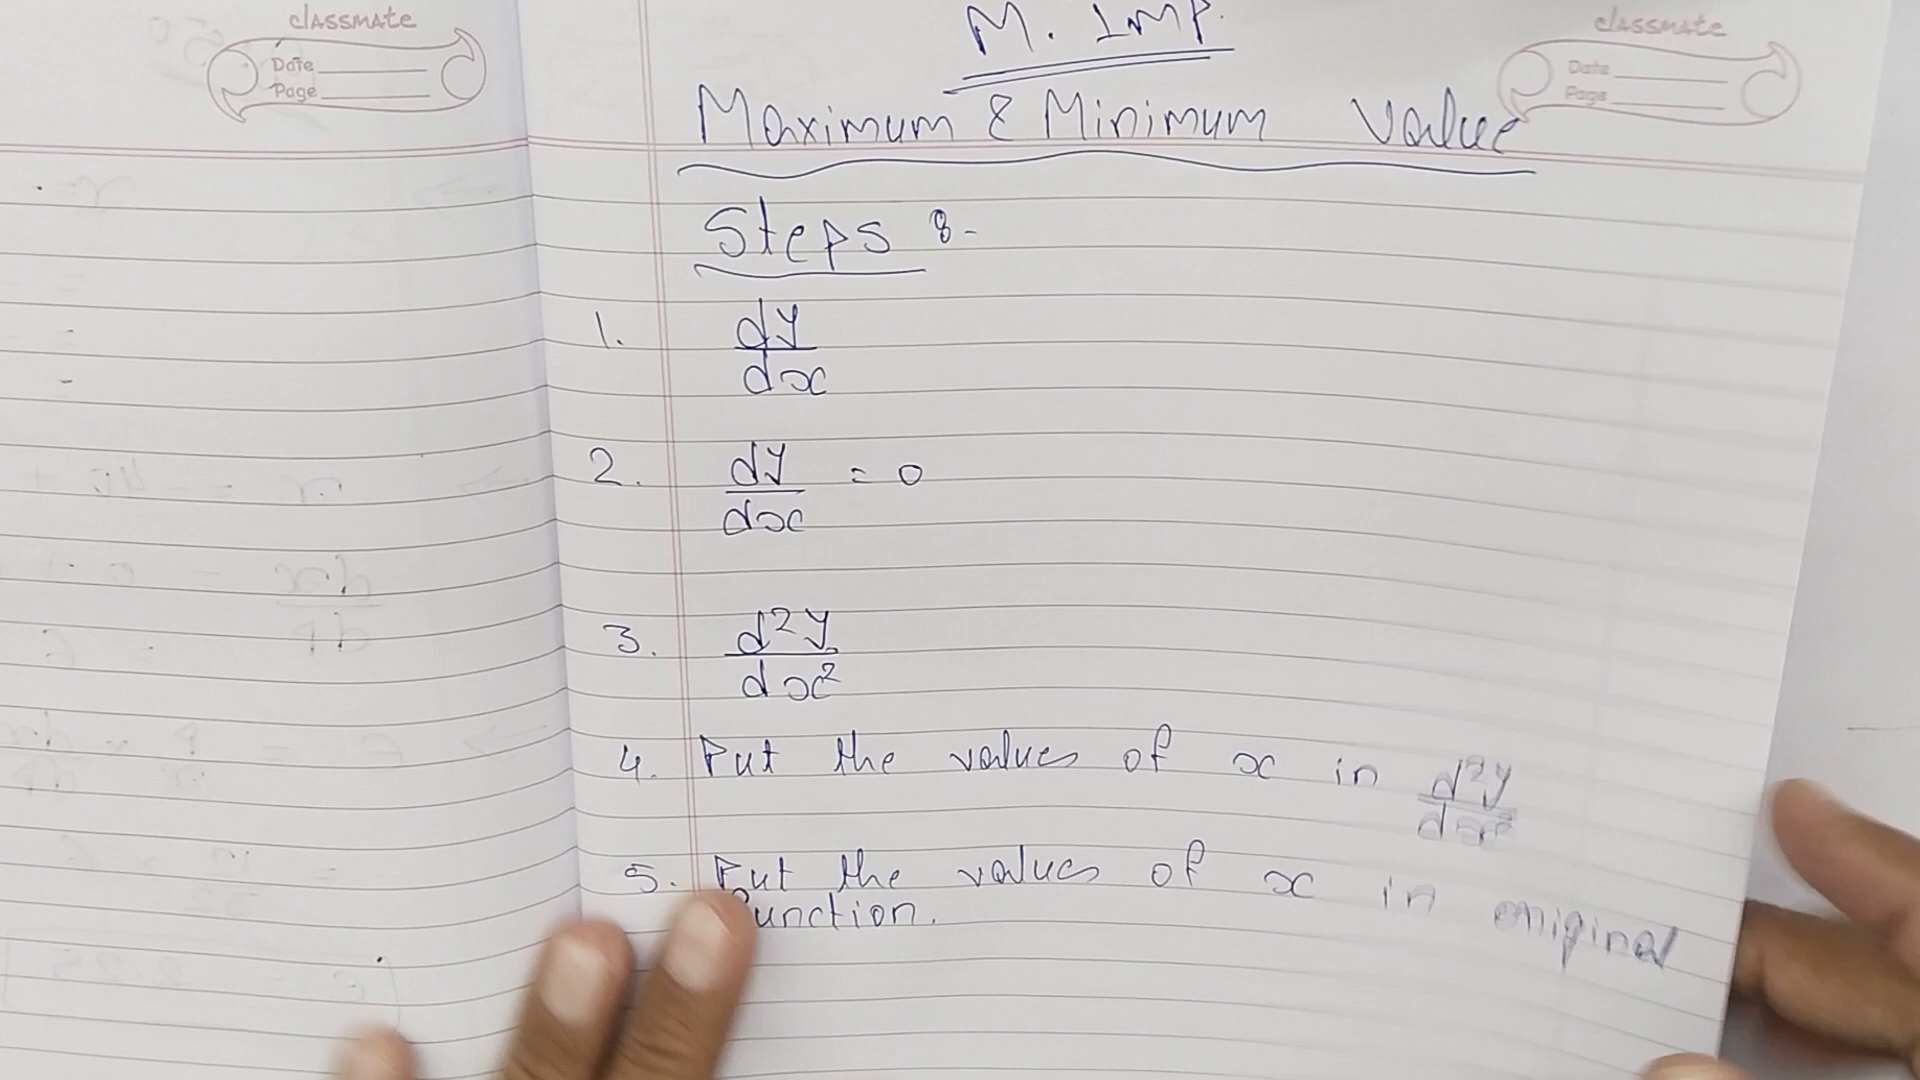 classmate
Date
Page
classmate
Date
Page
M. IMP.
Maximum & Minimum Value
Steps :-
1. dy/dx
2. dy/dx = 0
3. d²y/dx²
4. Put the values of x in d²y/dx²
5. Put the values of x in original
function.